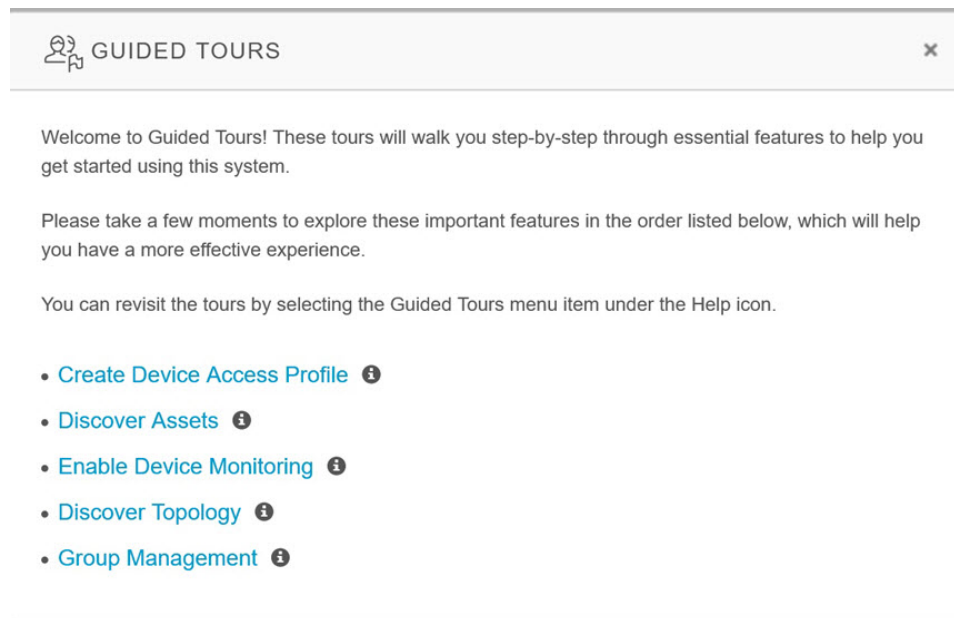 GUIDED TOURS
Welcome to Guided Tours! These tours will walk you step-by-step through essential features to help you
get started using this system.
Please take a few moments to explore these important features in the order listed below, which will help
you have a more effective experience.
You can revisit the tours by selecting the Guided Tours menu item under the Help icon.
• Create Device Access Profile
• Discover Assets
• Enable Device Monitoring
• Discover Topology
• Group Management